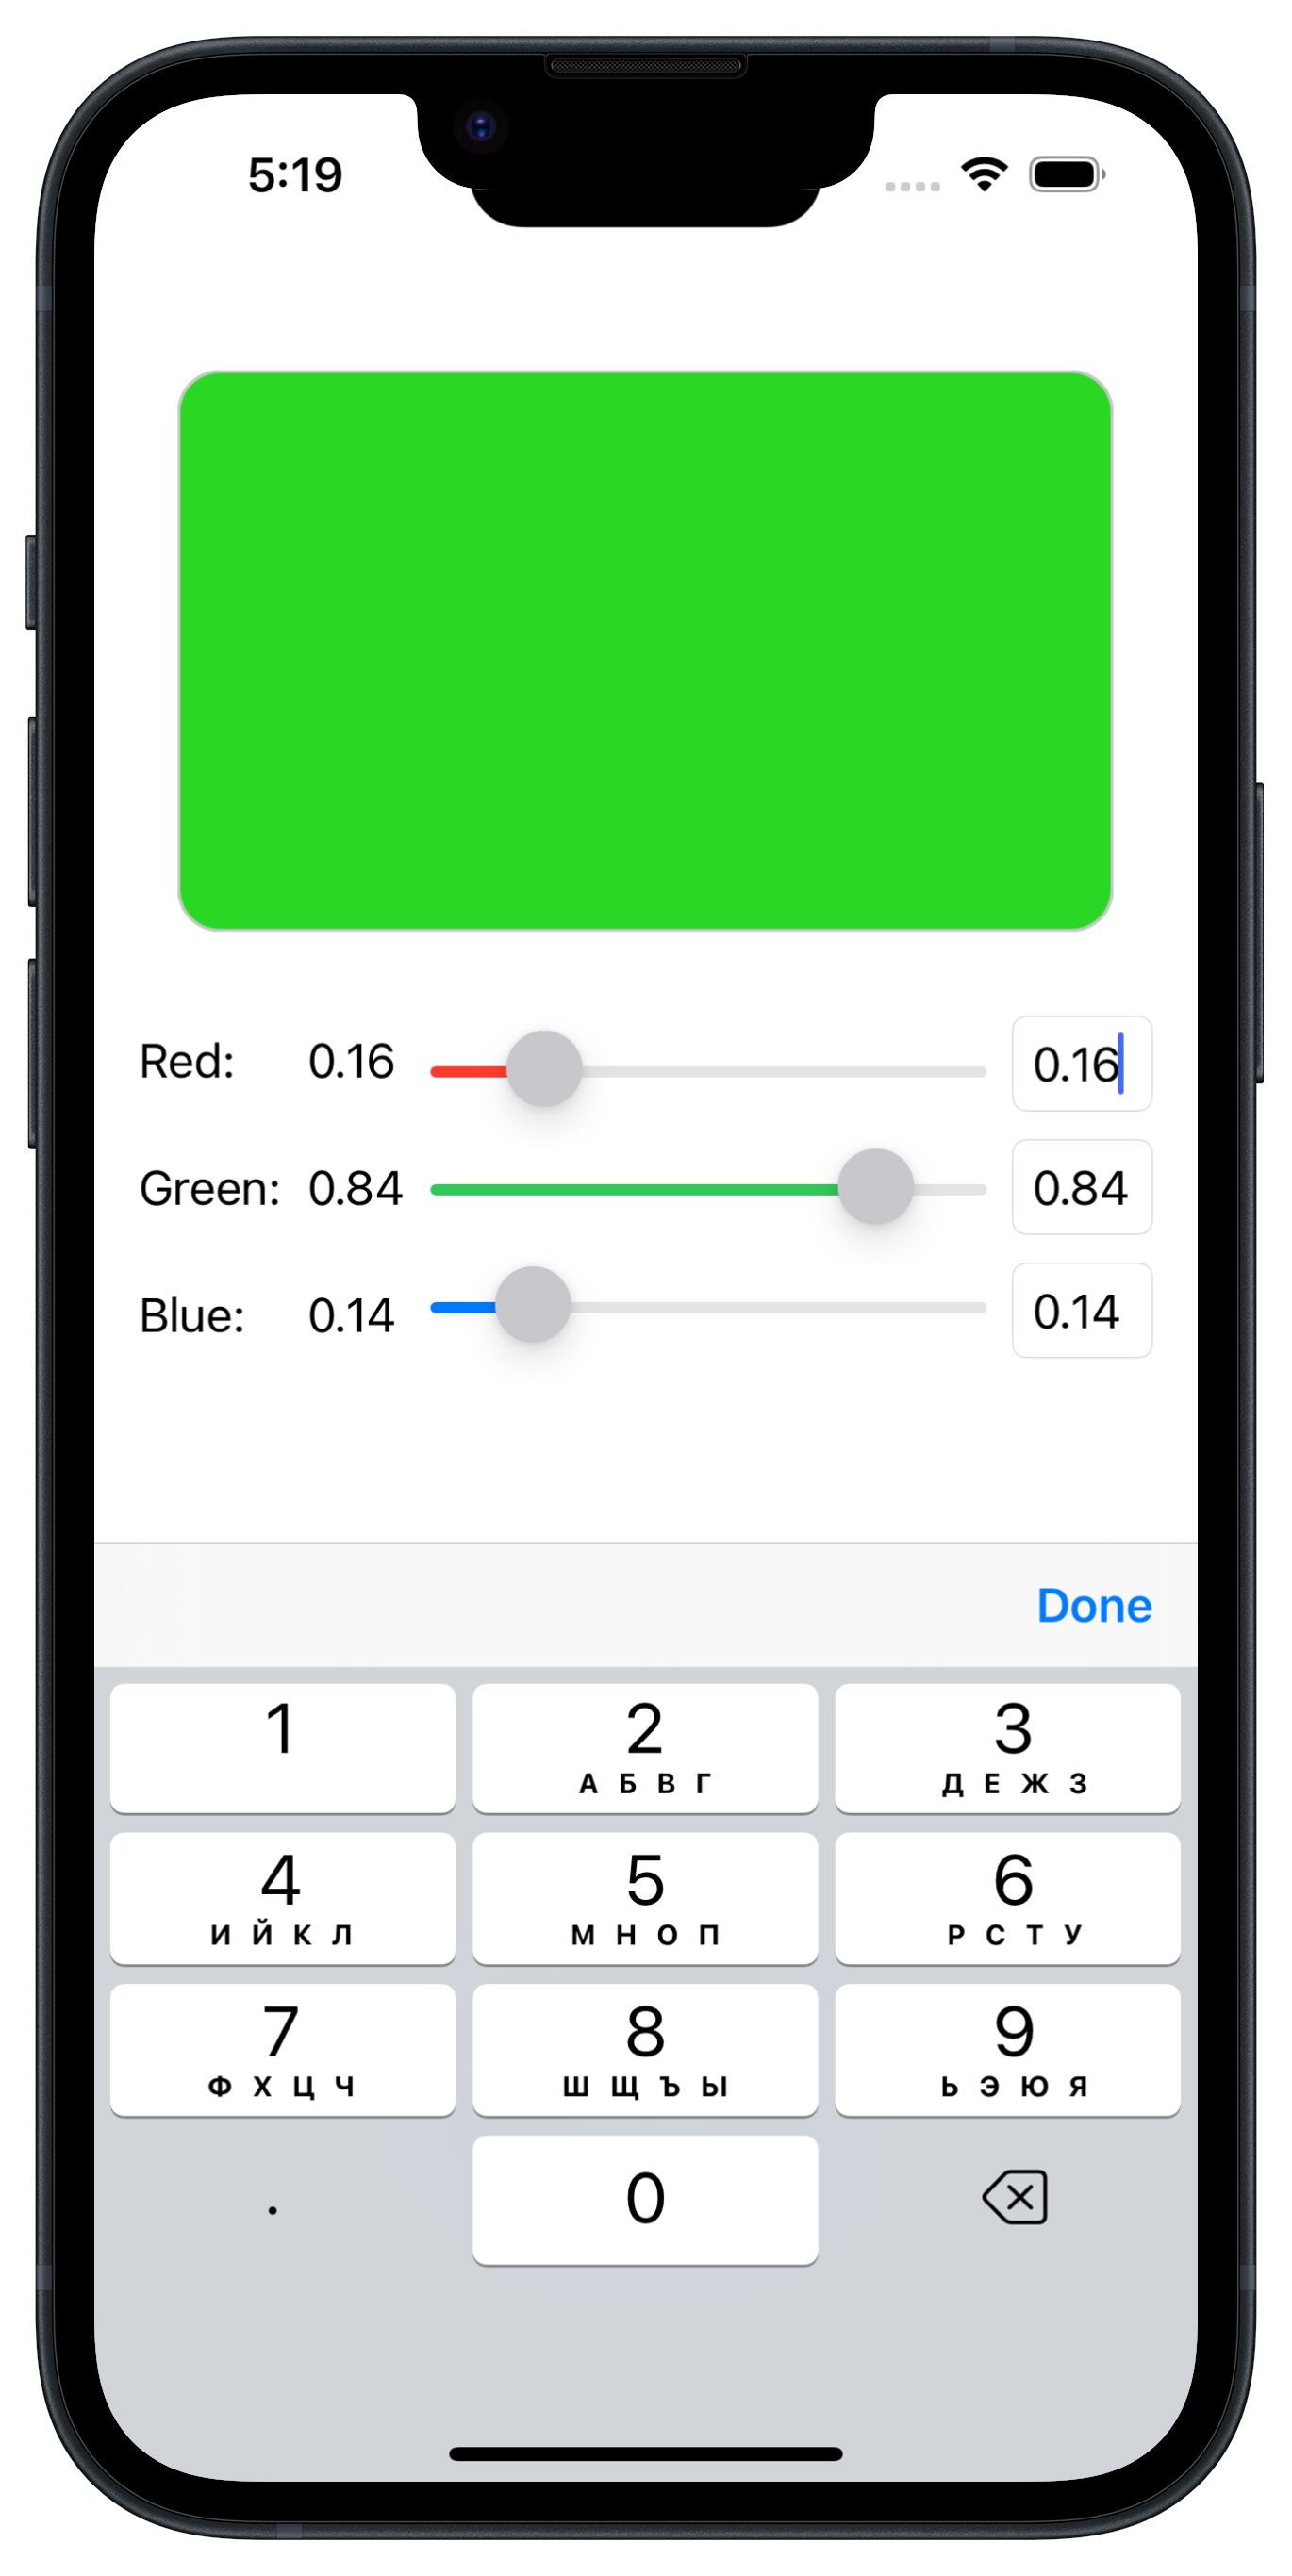 5:19
Red: 0.16 0.16
Green: 0.84 0.84
Blue: 0.14 0.14
Done
1 2 3
А Б В Г Д Е Ж З
4 5 6
И Й К Л М Н О П Р С Т У
7 8 9
Ф Х Ц Ч Ш Щ Ъ Ы Ь Э Ю Я
. 0